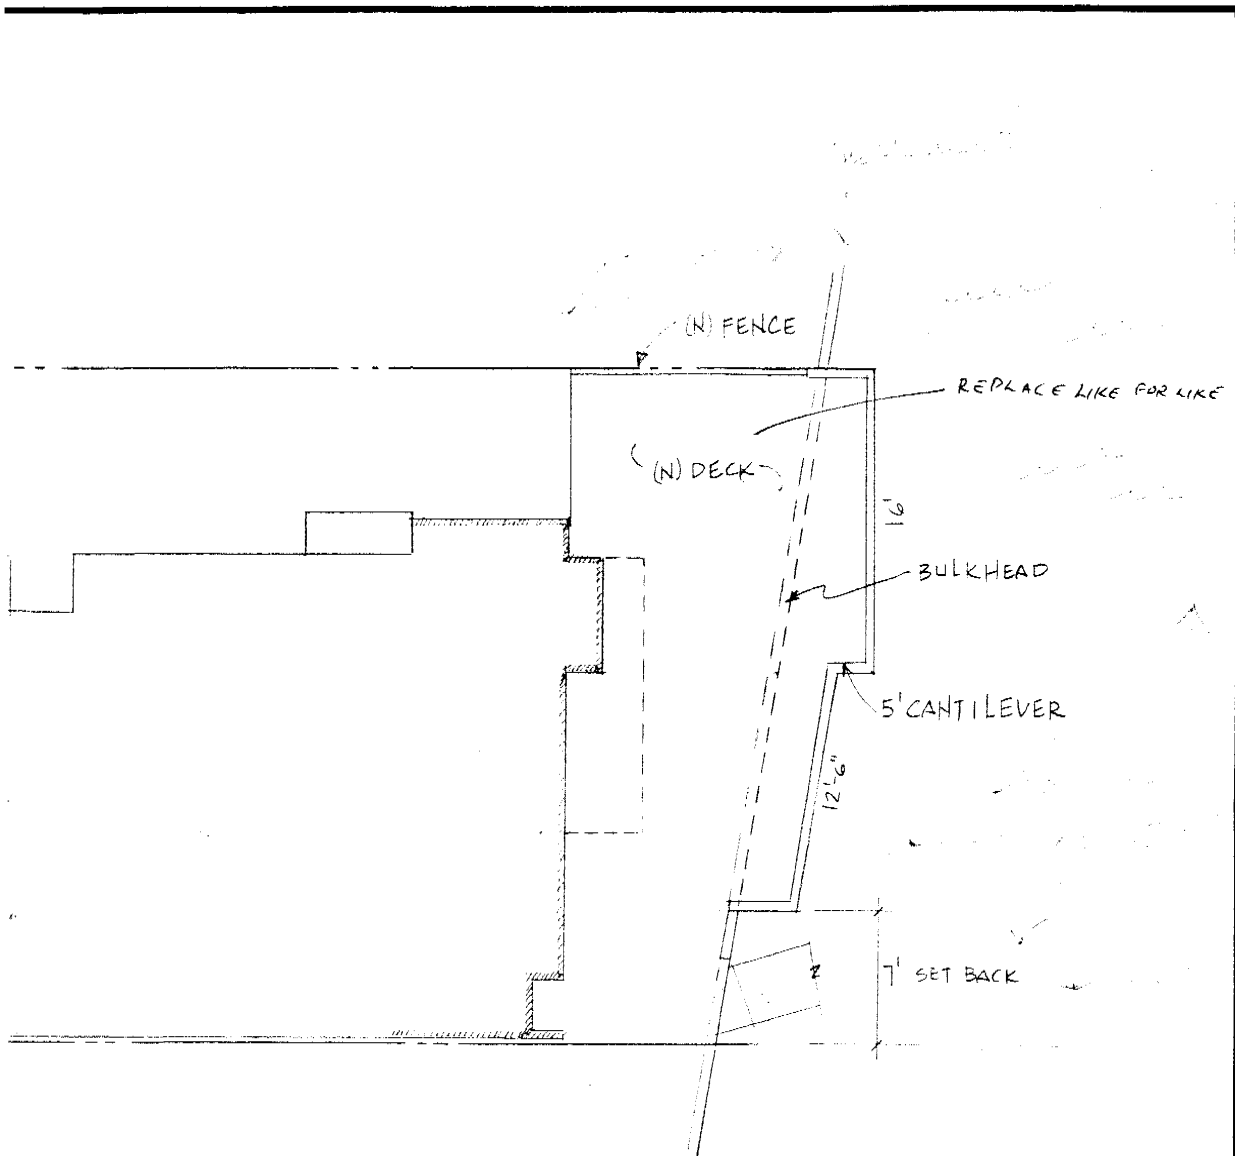 (N) FENCE
REPLACE LIKE FOR LIKE
(N) DECK
16'
BULKHEAD
5' CANTILEVER
12'-6"
7' SET BACK